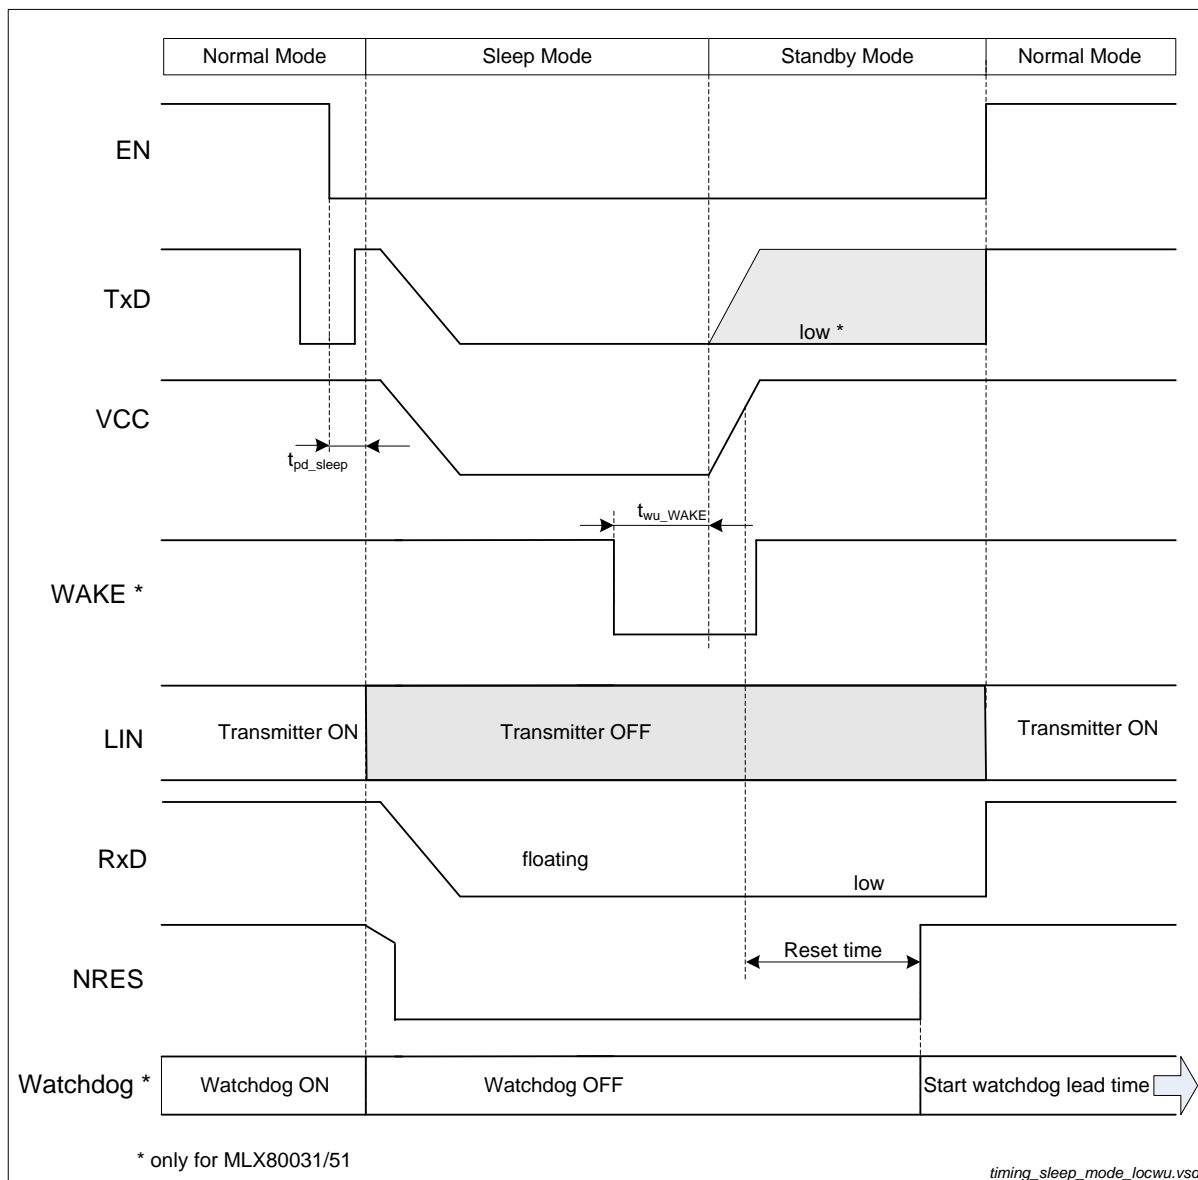 Normal Mode Sleep Mode Standby Mode Normal Mode
EN
TxD
low *
VCC
tpd_sleep
twu_WAKE
WAKE *
LIN
Transmitter ON Transmitter OFF Transmitter ON
RxD
floating
low
NRES
Reset time
Watchdog *
Watchdog ON Watchdog OFF Start watchdog lead time
* only for MLX80031/51
timing_sleep_mode_locwu.vsd